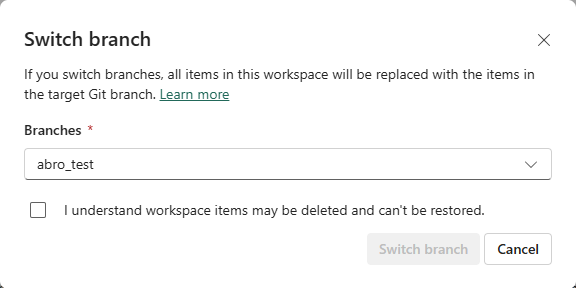 Switch branch
If you switch branches, all items in this workspace will be replaced with the items in
the target Git branch. Learn more
Branches *
abro_test
I understand workspace items may be deleted and can't be restored.
Switch branch Cancel